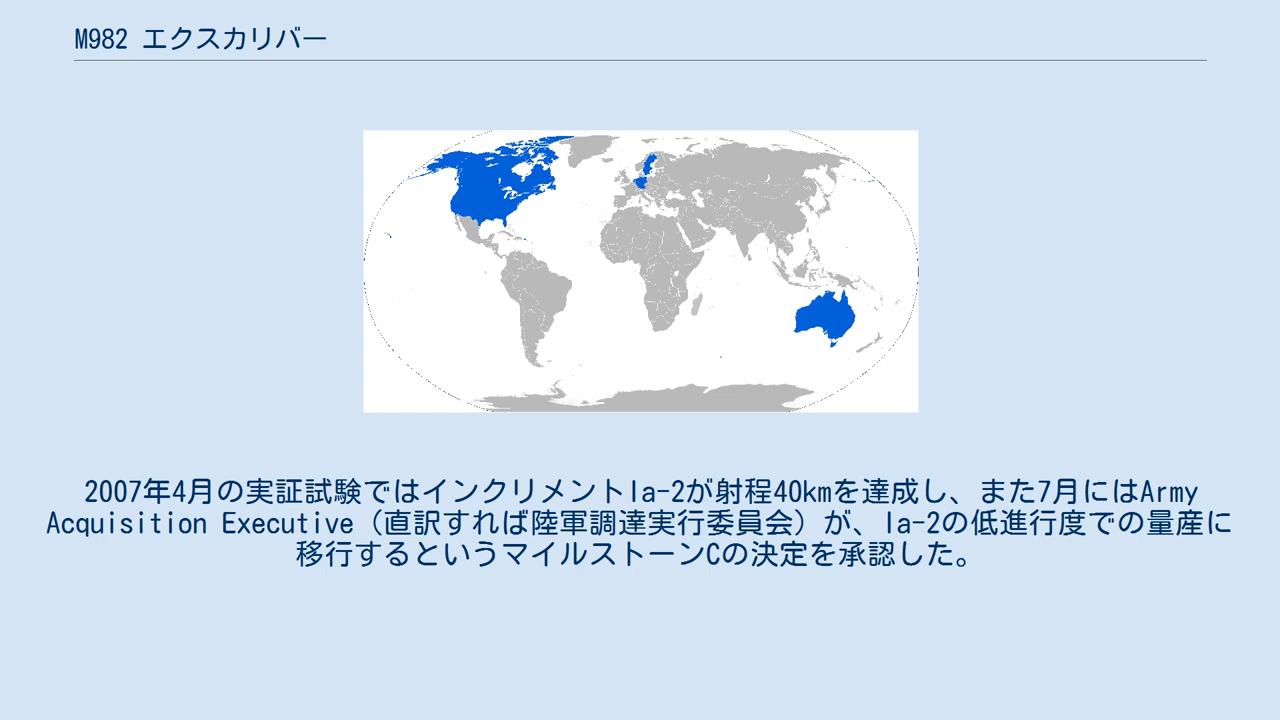 M982 エクスカリバー
2007年4月の実証試験ではインクリメントIa-2が射程40kmを達成し、また7月にはArmy
Acquisition Executive（直訳すれば陸軍調達実行委員会）が、Ia-2の低進行度での量産に
移行するというマイルストーンCの決定を承認した。